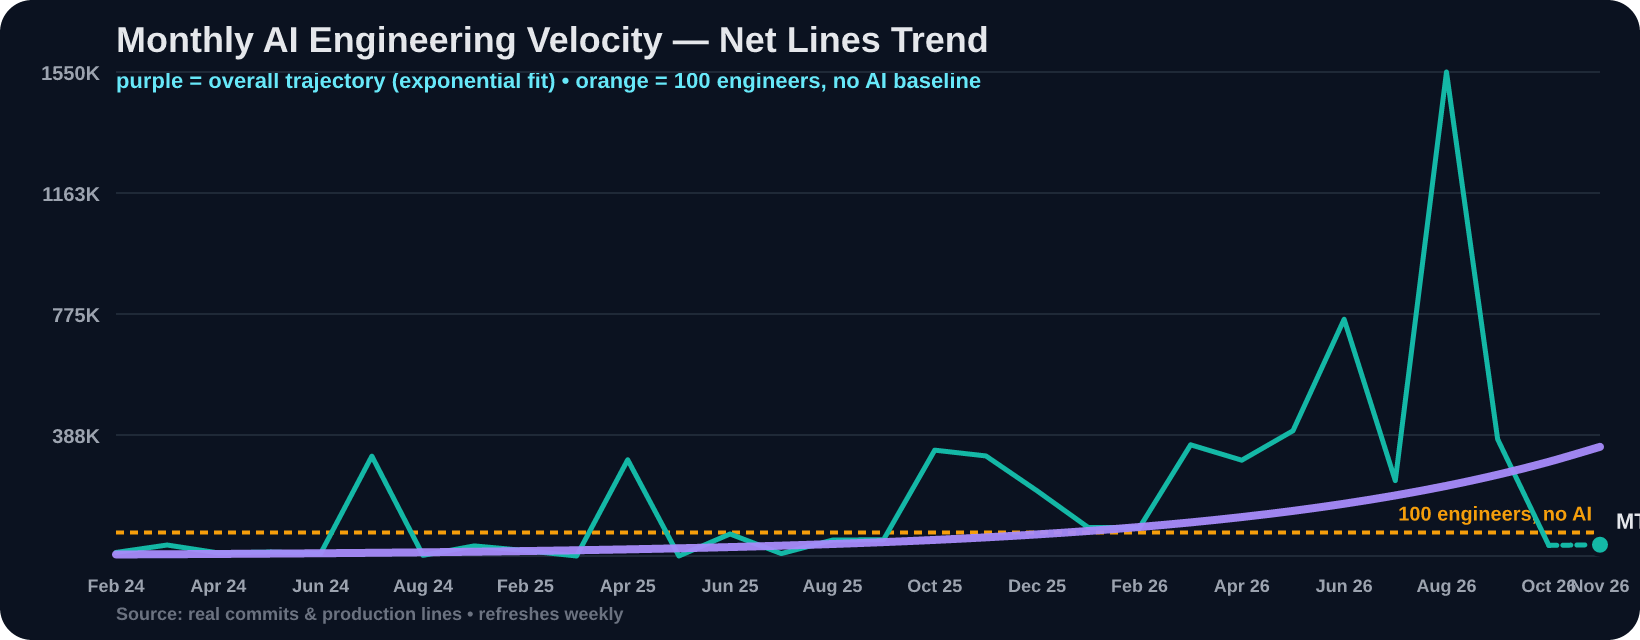 Monthly AI Engineering Velocity — Net Lines Trend
1550K
purple = overall trajectory (exponential fit) • orange = 100 engineers, no AI baseline
1163K
775K
388K
100 engineers, no AI
MT
Feb 24 Apr 24 Jun 24 Aug 24 Feb 25 Apr 25 Jun 25 Aug 25 Oct 25 Dec 25 Feb 26 Apr 26 Jun 26 Aug 26 Oct 26 Nov 26
Source: real commits & production lines • refreshes weekly